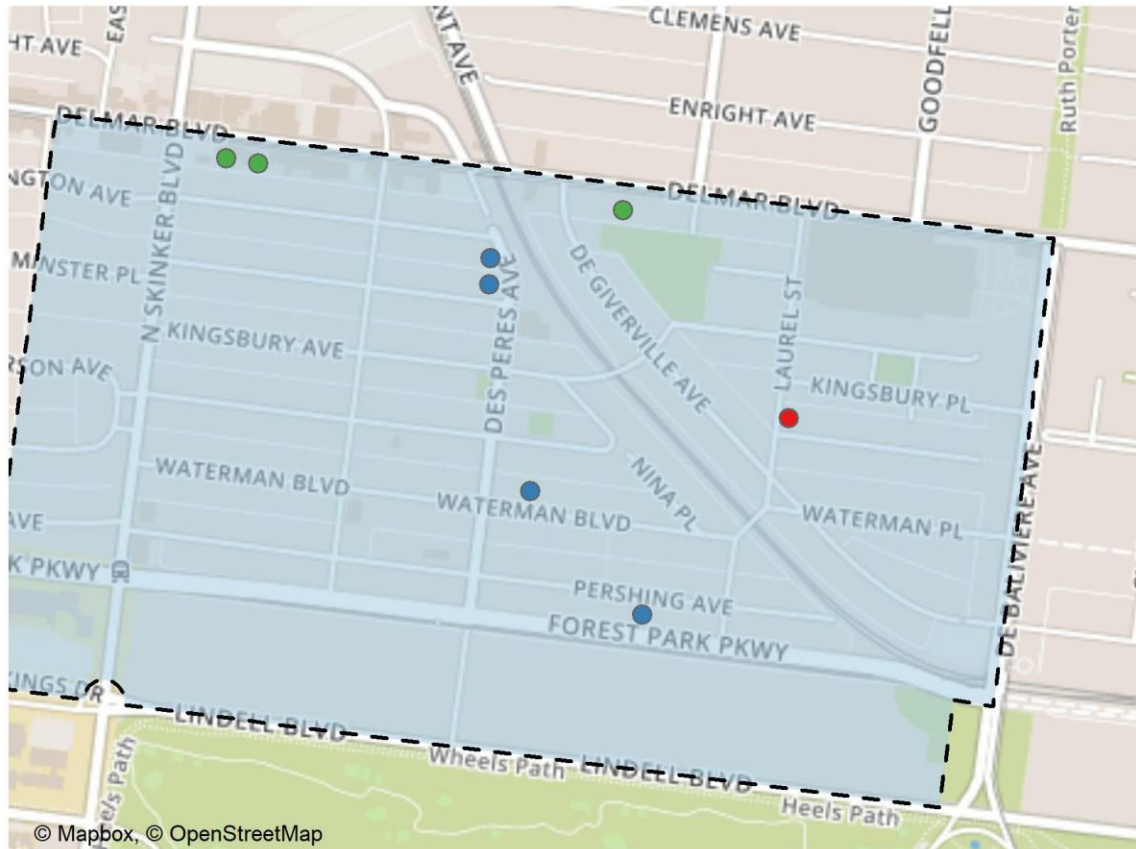 CLEMENS AVE
EAS
HT AVE
NT AVE
ENRIGHT AVE
GOODFELL
Ruth Porter
DELMAR BLVD
DELMAR BLVD
NGTON AVE
N SKINKER BLVD
MINSTER PL
KINGSBURY AVE
DES PERES AVE
DE GIVERVILLE AVE
LAUREL ST
KINGSBURY PL
RSON AVE
WATERMAN BLVD
WATERMAN BLVD
NINA PL
WATERMAN PL
AVE
K PKWY
PERSHING AVE
FOREST PARK PKWY
DE BALIVIERE AVE
KINGS DR
LINDELL BLVD
Wheels Path
LINDELL BLVD
Heels Path
els Path
© Mapbox, © OpenStreetMap